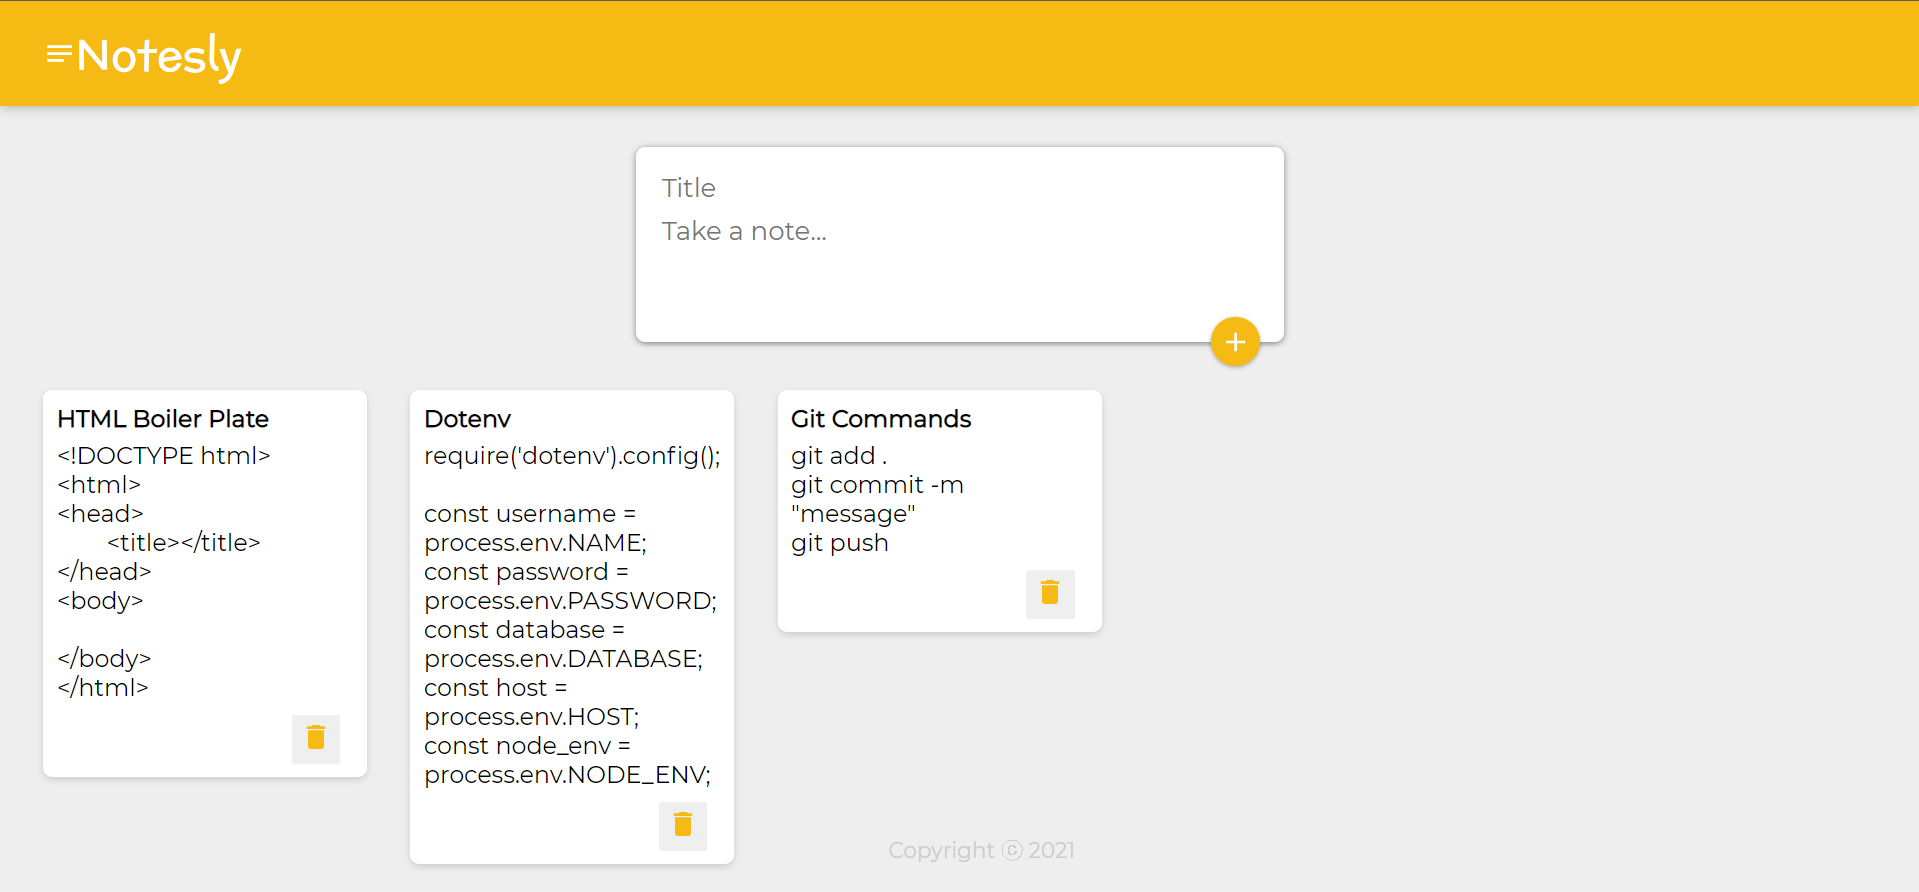 Notesly
Title
Take a note...
HTML Boiler Plate
<!DOCTYPE html>
<html>
<head>
<title></title>
</head>
<body>
</body>
</html>
Dotenv
require('dotenv').config();
const username =
process.env.NAME;
const password =
process.env.PASSWORD;
const database =
process.env.DATABASE;
const host =
process.env.HOST;
const node_env =
process.env.NODE_ENV;
Git Commands
git add .
git commit -m
"message"
git push
Copyright ⓒ 2021